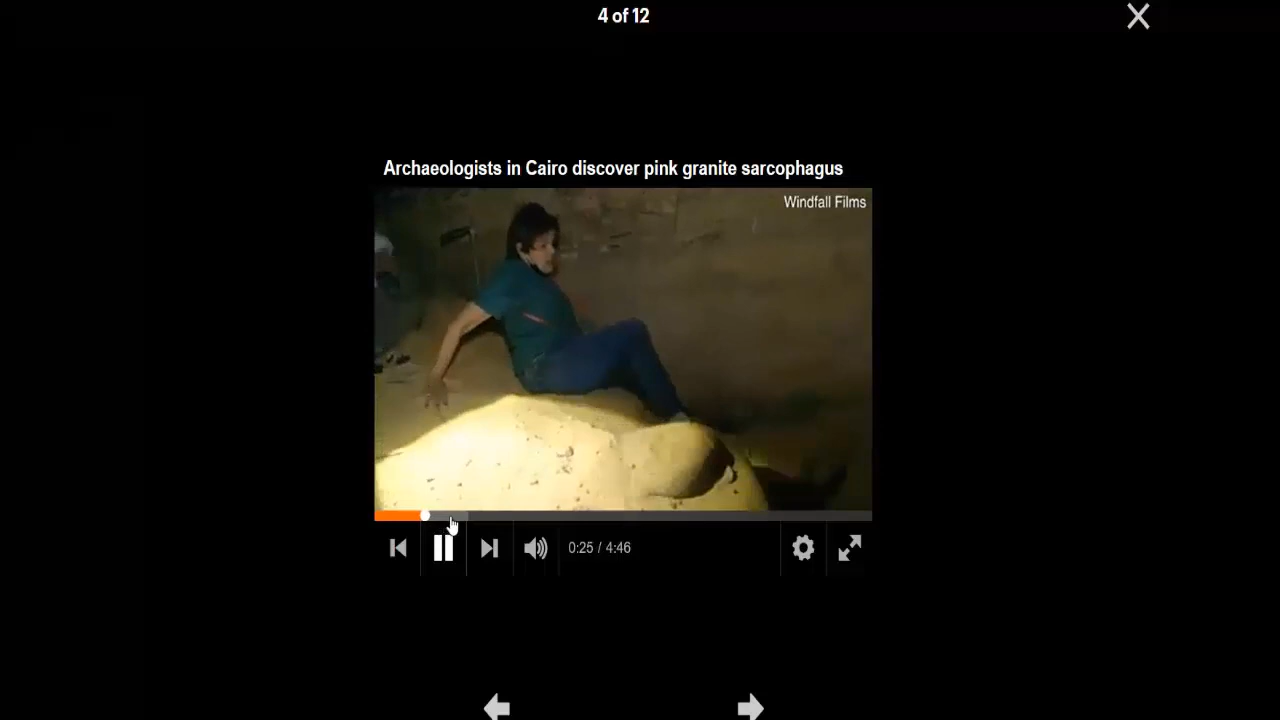 4 of 12
Archaeologists in Cairo discover pink granite sarcophagus
Windfall Films
0:25 / 4:46